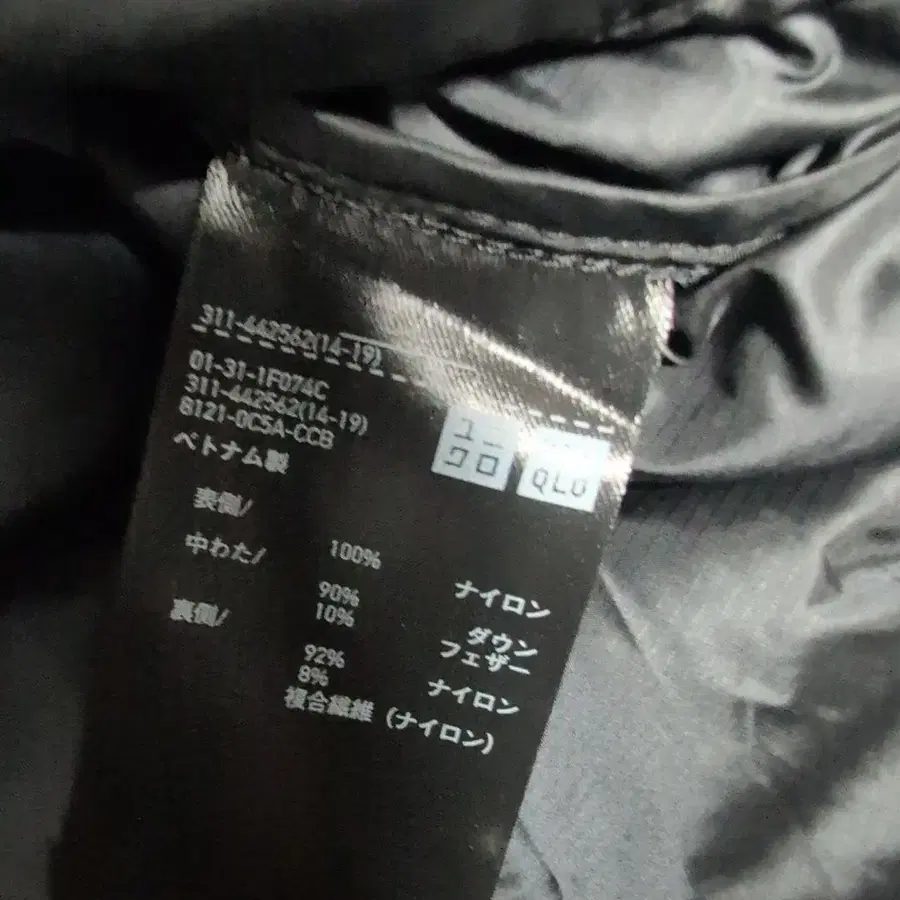 311-442562(14-19)
01-31-1F074C
311-442562(14-19)
8121-0C5A-CCB
ベトナム製
ユニ
クロ
QLO
表側/
100% ナイロン
中わた/
90% ダウン
10% フェザー
裏側/
92% ナイロン
8%
複合繊維 (ナイロン)